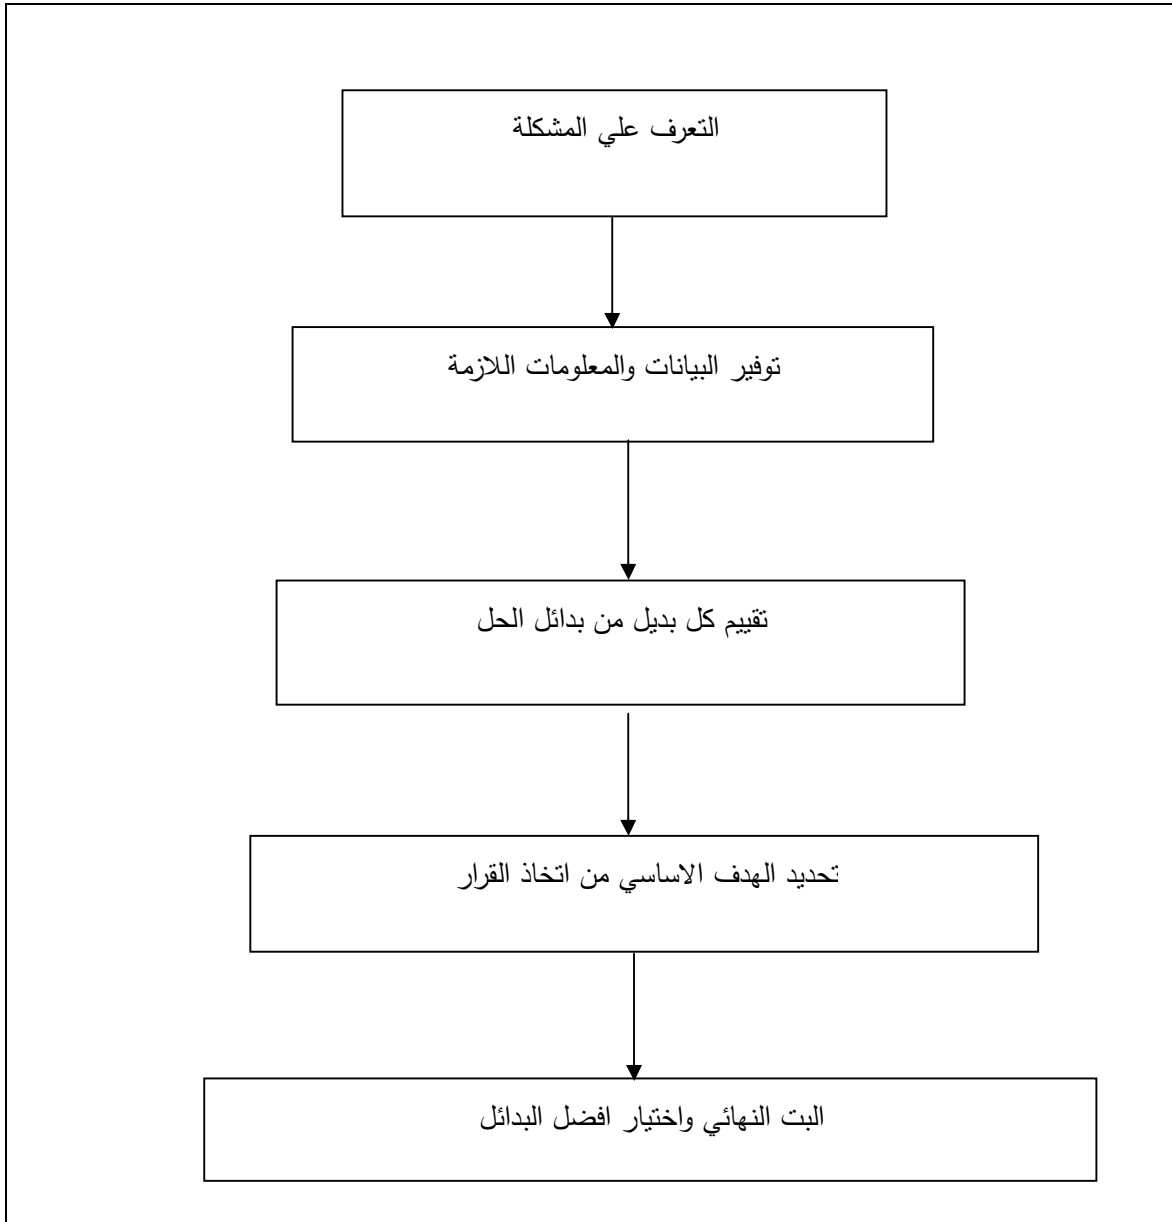 التعرف علي المشكلة
توفير البيانات والمعلومات اللازمة
تقييم كل بديل من بدائل الحل
تحديد الهدف الاساسي من اتخاذ القرار
البت النهائي واختيار افضل البدائل